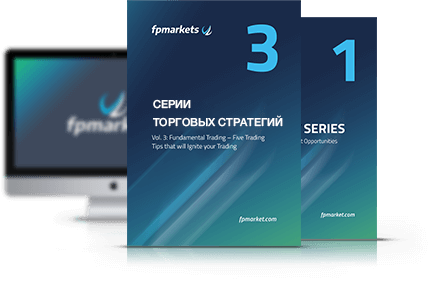 fpmarkets
3
СЕРИИ
ТОРГОВЫХ СТРАТЕГИЙ
Vol. 3: Fundamental Trading – Five Trading
Tips that will Ignite your Trading
fpmarket.com
1
SERIES
Opportunities
fpmarket.com
fpmarkets